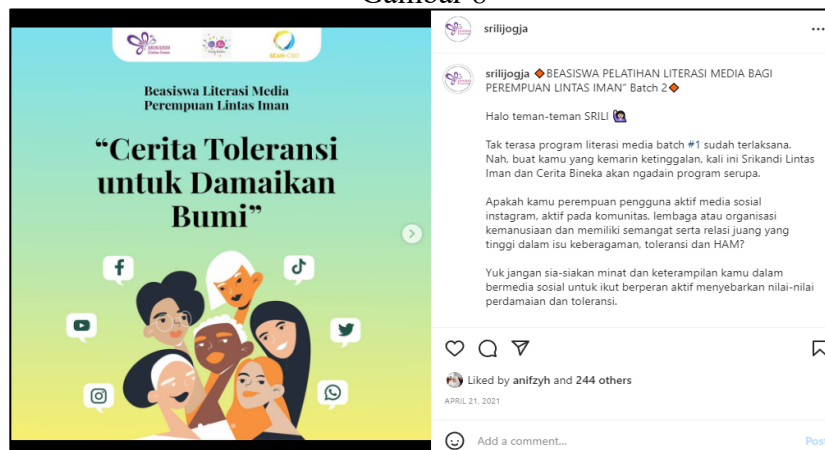 Gambar 8
SRIKANDI
Lintas Iman
SEAN-CSO
Beasiswa Literasi Media
Perempuan Lintas Iman
“Cerita Toleransi
untuk Damaikan
Bumi”
srilijogja
srilijogja 🔶BEASISWA PELATIHAN LITERASI MEDIA BAGI
PEREMPUAN LINTAS IMAN” Batch 2🔶
Halo teman-teman SRILI 🙋🏻‍♀️
Tak terasa program literasi media batch #1 sudah terlaksana.
Nah, buat kamu yang kemarin ketinggalan, kali ini Srikandi Lintas
Iman dan Cerita Bineka akan ngadain program serupa.
Apakah kamu perempuan pengguna aktif media sosial
instagram, aktif pada komunitas, lembaga atau organisasi
kemanusiaan dan memiliki semangat serta relasi juang yang
tinggi dalam isu keberagaman, toleransi dan HAM?
Yuk jangan sia-siakan minat dan keterampilan kamu dalam
bermedia sosial untuk ikut berperan aktif menyebarkan nilai-nilai
perdamaian dan toleransi.
Liked by anifzyh and 244 others
APRIL 21, 2021
Add a comment...
Post